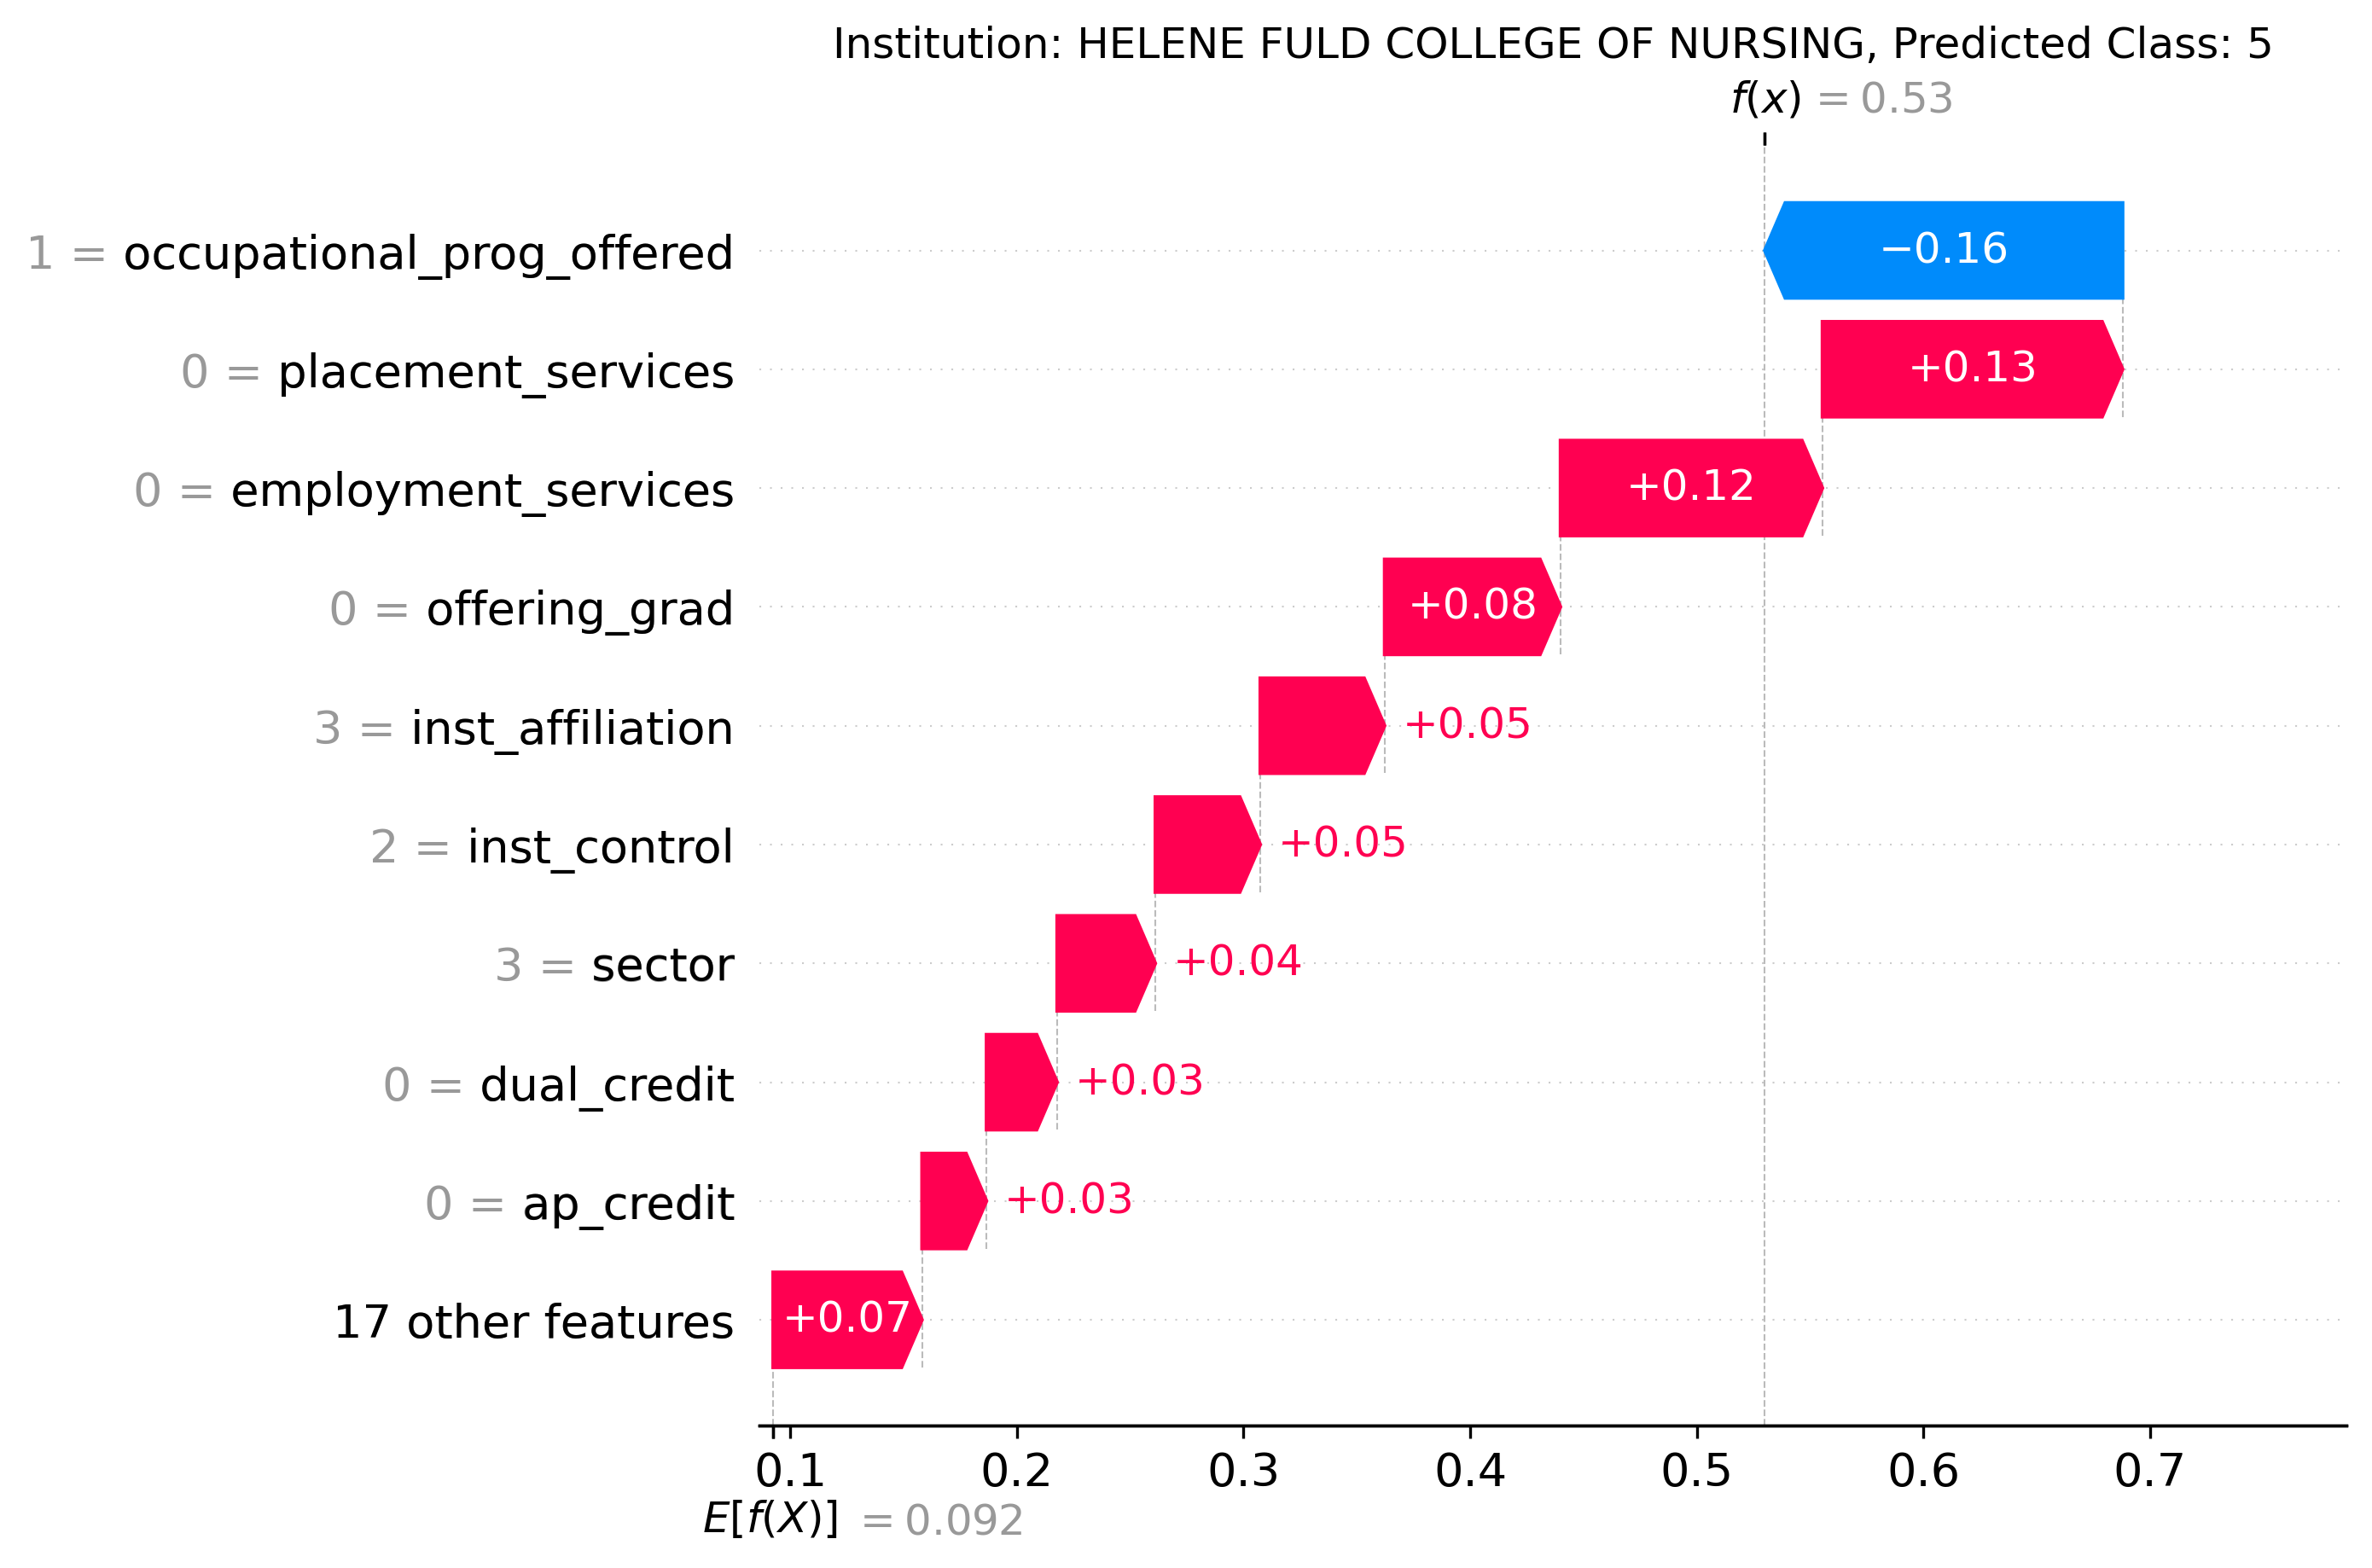 Institution: HELENE FULD COLLEGE OF NURSING, Predicted Class: 5
f(x) = 0.53
1 = occupational_prog_offered −0.16
0 = placement_services +0.13
0 = employment_services +0.12
0 = offering_grad +0.08
3 = inst_affiliation +0.05
2 = inst_control +0.05
3 = sector +0.04
0 = dual_credit +0.03
0 = ap_credit +0.03
17 other features +0.07
0.1 0.2 0.3 0.4 0.5 0.6 0.7
E[f(X)] = 0.092